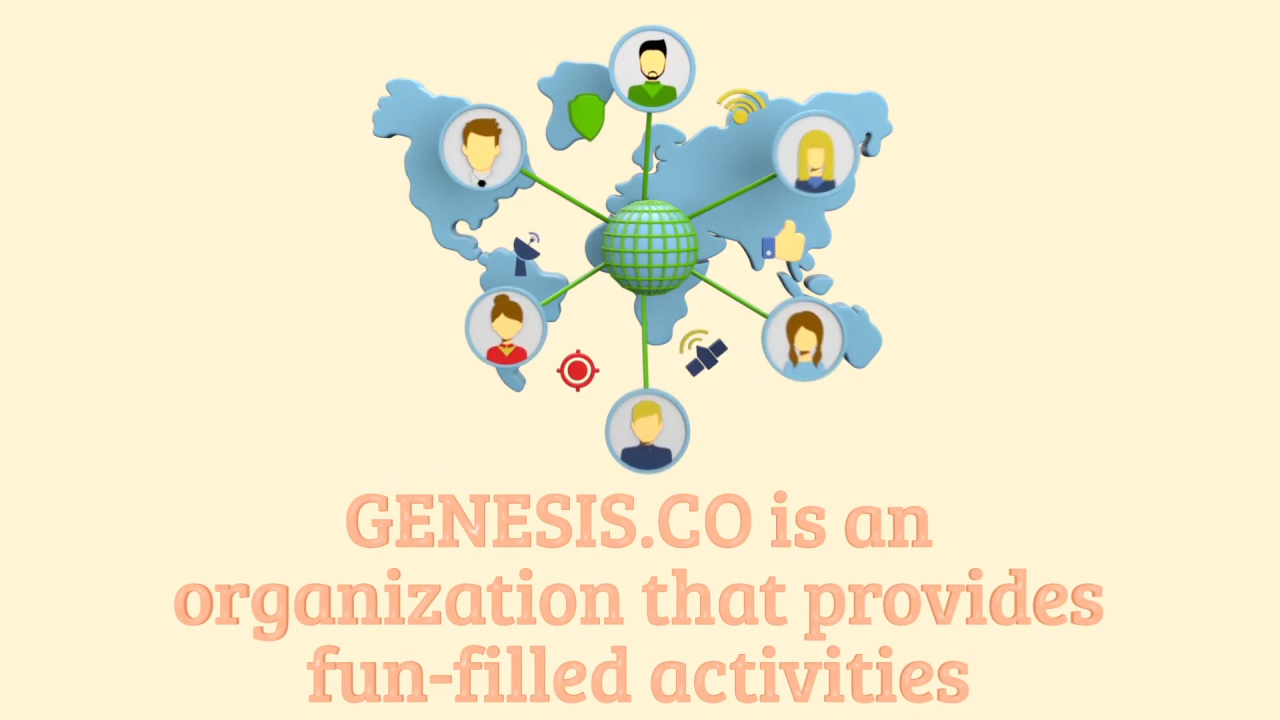 GENESIS.CO is an
organization that provides
fun-filled activities